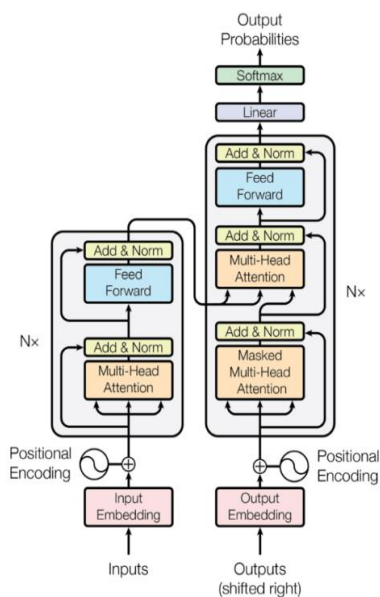 Output
Probabilities
Softmax
Linear
Add & Norm
Feed
Forward
Add & Norm
Multi-Head
Attention
Add & Norm
Masked
Multi-Head
Attention
N×
Positional
Encoding
Output
Embedding
Outputs
(shifted right)
Add & Norm
Feed
Forward
Add & Norm
Multi-Head
Attention
N×
Positional
Encoding
Input
Embedding
Inputs